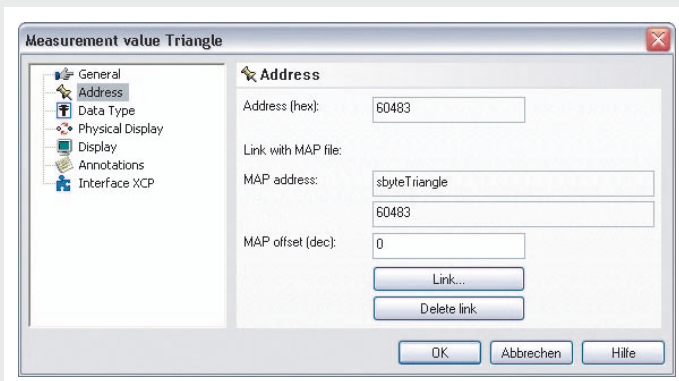 Measurement value Triangle
General
Address
Data Type
Physical Display
Display
Annotations
Interface XCP
Address
Address (hex):
60483
Link with MAP file:
MAP address:
sbyteTriangle
60483
MAP offset (dec):
0
Link...
Delete link
OK
Abbrechen
Hilfe